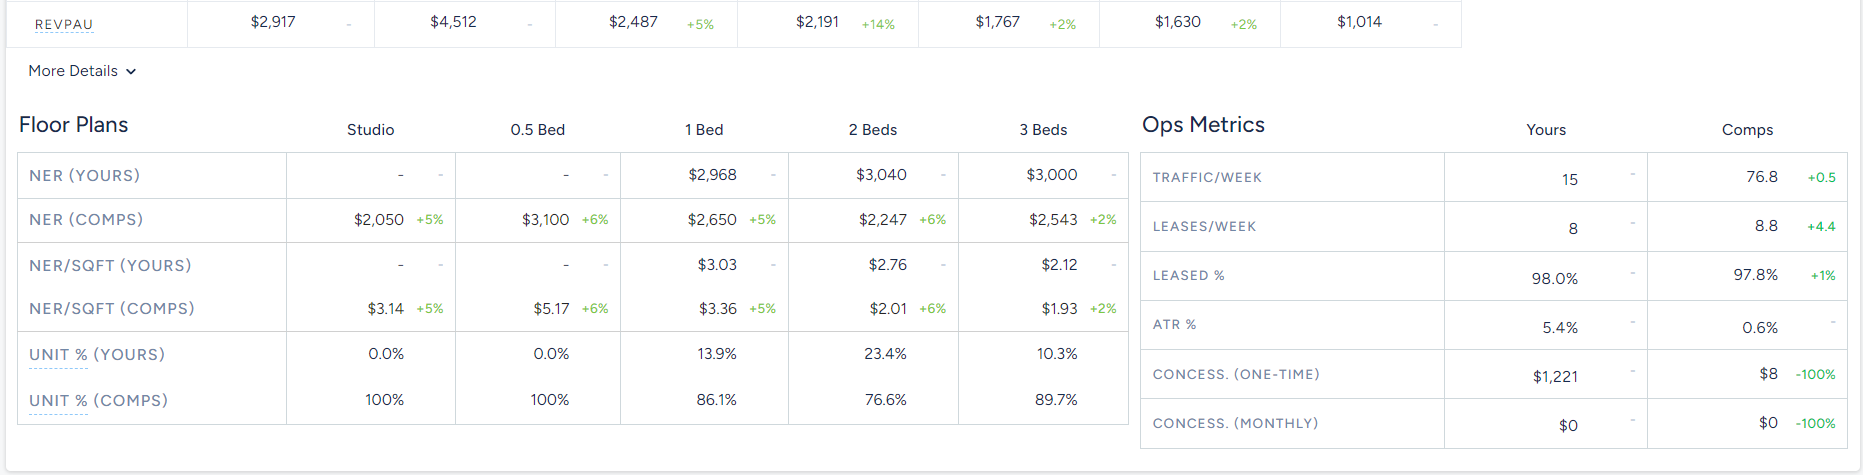 REVPAU $2,917 - $4,512 - $2,487 +5% $2,191 +14% $1,767 +2% $1,630 +2% $1,014 -
More Details
Floor Plans Studio 0.5 Bed 1 Bed 2 Beds 3 Beds
NER (YOURS) - - - - $2,968 - $3,040 - $3,000 -
NER (COMPS) $2,050 +5% $3,100 +6% $2,650 +5% $2,247 +6% $2,543 +2%
NER/SQFT (YOURS) - - - - $3.03 - $2.76 - $2.12 -
NER/SQFT (COMPS) $3.14 +5% $5.17 +6% $3.36 +5% $2.01 +6% $1.93 +2%
UNIT % (YOURS) 0.0% 0.0% 13.9% 23.4% 10.3%
UNIT % (COMPS) 100% 100% 86.1% 76.6% 89.7%
Ops Metrics Yours Comps
TRAFFIC/WEEK 15 - 76.8 +0.5
LEASES/WEEK 8 - 8.8 +4.4
LEASED % 98.0% - 97.8% +1%
ATR % 5.4% - 0.6% -
CONCESS. (ONE-TIME) $1,221 - $8 -100%
CONCESS. (MONTHLY) $0 - $0 -100%